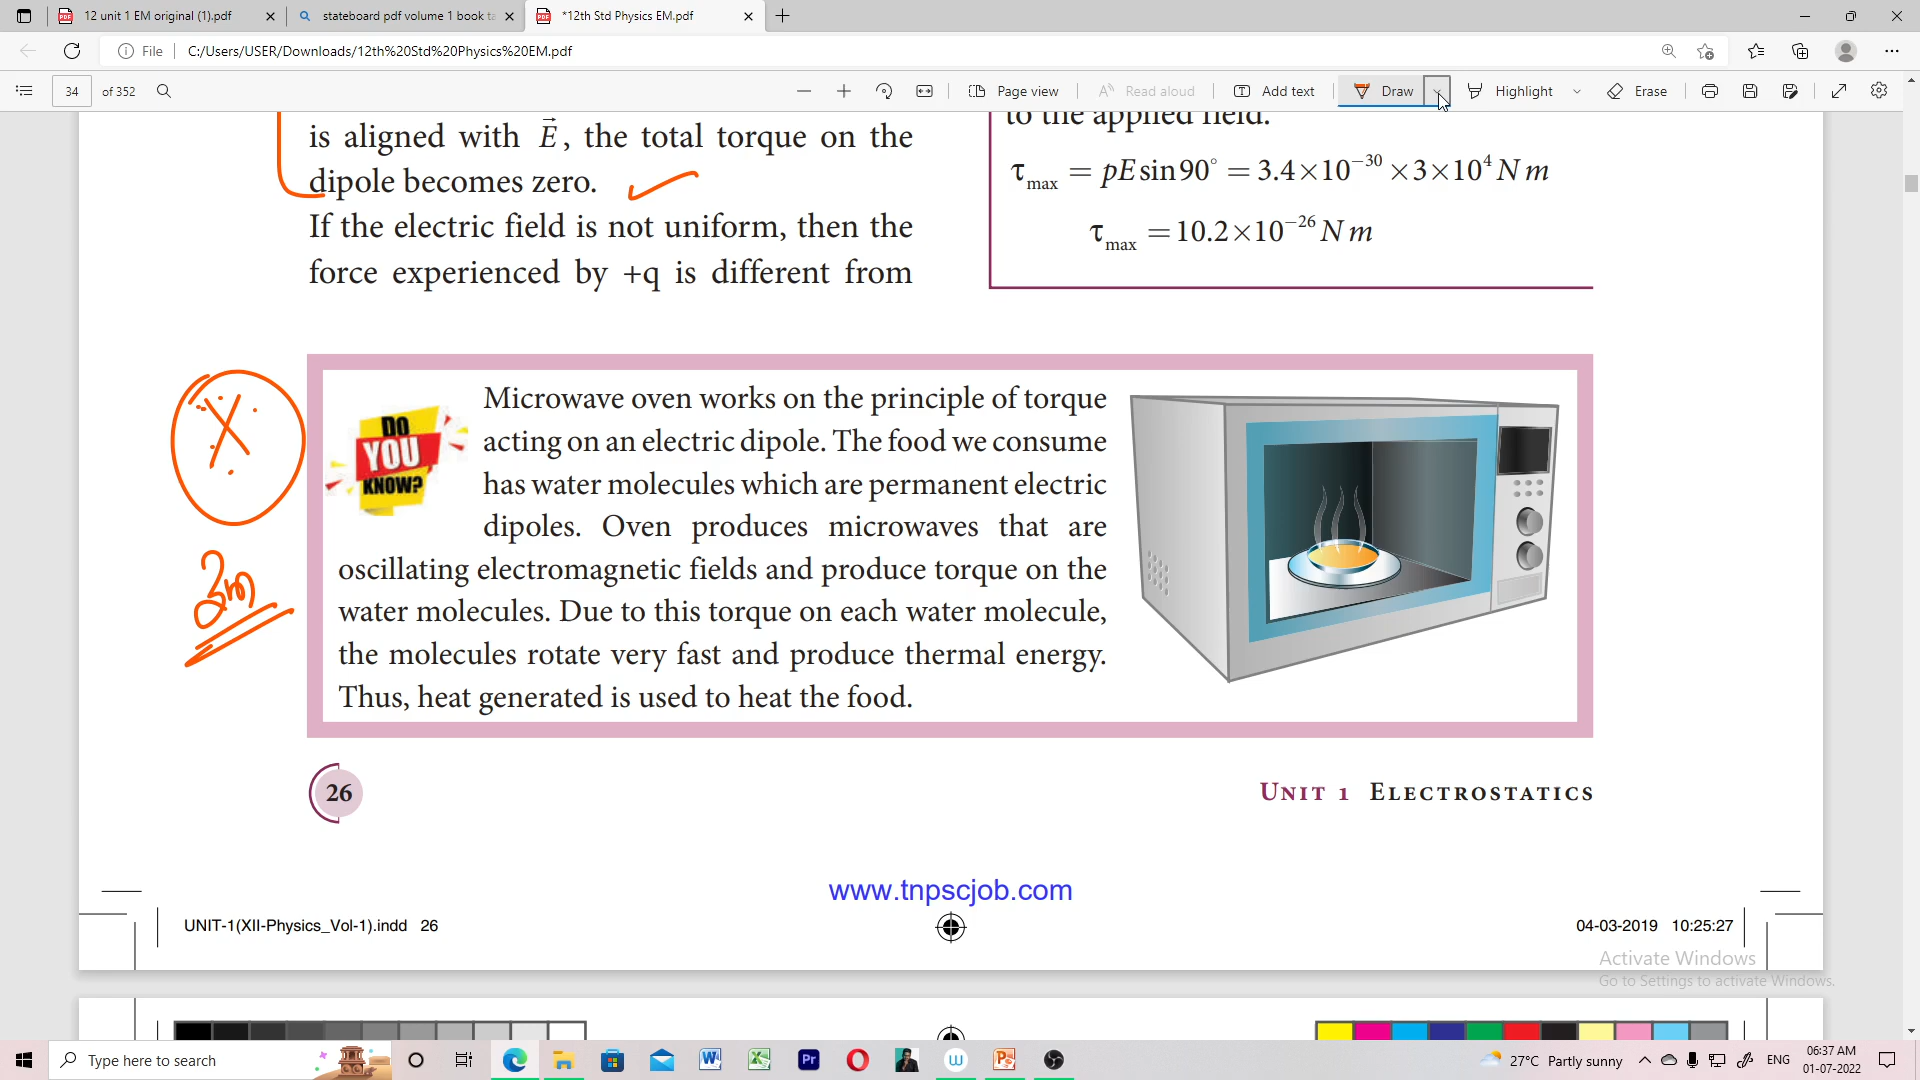 12 unit 1 EM original (1).pdf
stateboard pdf volume 1 book ta
*12th Std Physics EM.pdf
File
C:/Users/USER/Downloads/12th%20Std%20Physics%20EM.pdf
34 of 352
Page view
Read aloud
Add text
Draw
Highlight
Erase
is aligned with E⃗, the total torque on the
dipole becomes zero.
If the electric field is not uniform, then the
force experienced by +q is different from
to the applied field.
τmax = pE sin 90° = 3.4×10⁻³⁰ ×3×10⁴ N m
τmax = 10.2×10⁻²⁶ N m
X
3m
DO
YOU
KNOW?
Microwave oven works on the principle of torque
acting on an electric dipole. The food we consume
has water molecules which are permanent electric
dipoles. Oven produces microwaves that are
oscillating electromagnetic fields and produce torque on the
water molecules. Due to this torque on each water molecule,
the molecules rotate very fast and produce thermal energy.
Thus, heat generated is used to heat the food.
26
UNIT 1 ELECTROSTATICS
www.tnpscjob.com
UNIT-1(XII-Physics_Vol-1).indd 26
04-03-2019 10:25:27
Activate Windows
Go to Settings to activate Windows.
Type here to search
27°C Partly sunny
ENG
06:37 AM
01-07-2022